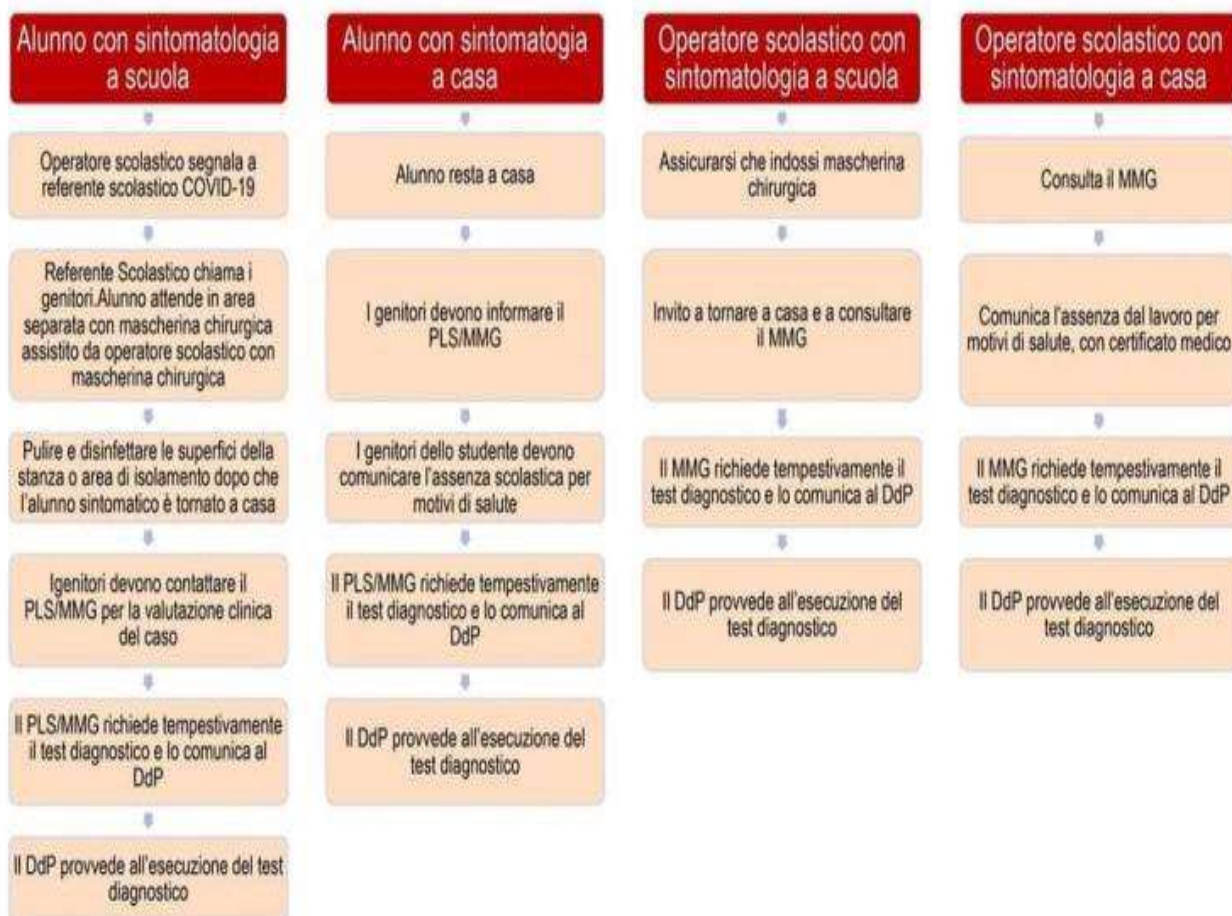 Alunno con sintomatologia
a scuola
Operatore scolastico segnala a
referente scolastico COVID-19
Referente Scolastico chiama i
genitori.Alunno attende in area
separata con mascherina chirurgica
assistito da operatore scolastico con
mascherina chirurgica
Pulire e disinfettare le superfici della
stanza o area di isolamento dopo che
l'alunno sintomatico è tornato a casa
Igenitori devono contattare il
PLS/MMG per la valutazione clinica
del caso
Il PLS/MMG richiede tempestivamente
il test diagnostico e lo comunica al
DdP
Il DdP provvede all'esecuzione del test
diagnostico
Alunno con sintomatogia
a casa
Alunno resta a casa
I genitori devono informare il
PLS/MMG
I genitori dello studente devono
comunicare l'assenza scolastica per
motivi di salute
Il PLS/MMG richiede tempestivamente
il test diagnostico e lo comunica al
DdP
Il DdP provvede all'esecuzione del
test diagnostico
Operatore scolastico con
sintomatologia a scuola
Assicurarsi che indossi mascherina
chirurgica
Invito a tornare a casa e a consultare
il MMG
Il MMG richiede tempestivamente il
test diagnostico e lo comunica al DdP
Il DdP provvede all'esecuzione del
test diagnostico
Operatore scolastico con
sintomatologia a casa
Consulta il MMG
Comunica l'assenza dal lavoro per
motivi di salute, con certificato medico
Il MMG richiede tempestivamente il
test diagnostico e lo comunica al DdP
Il DdP provvede all'esecuzione del
test diagnostico